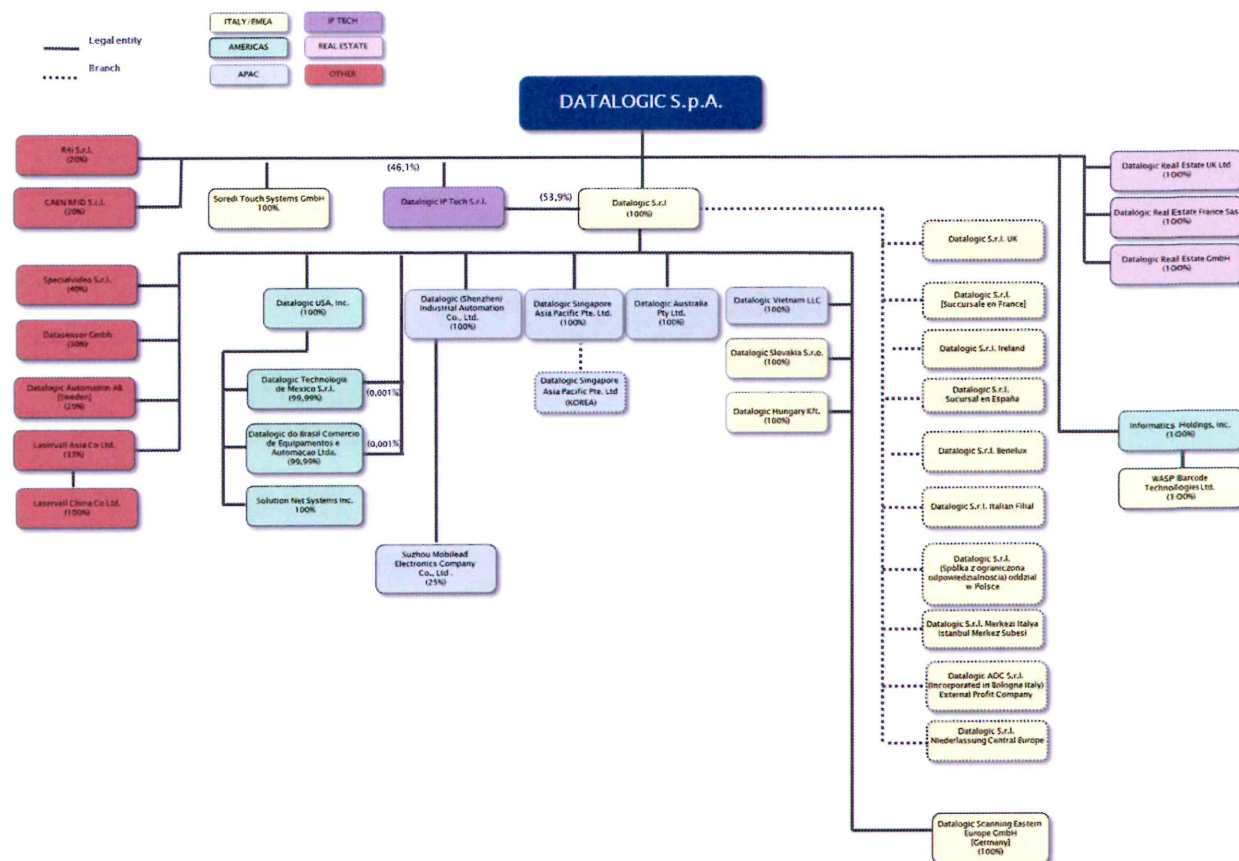 Legal entity
Branch
ITALY/EMEA
IP TECH
AMERICAS
REAL ESTATE
APAC
OTHER
DATALOGIC S.p.A.
(20%)
CAEN RFID S.r.l.
(20%)
Soredi Touch Systems GmbH
100%
(46,1%)
Datalogic IP Tech S.r.l.
(53,9%)
Datalogic S.r.l
(100%)
Datalogic Real Estate UK Ltd
(100%)
Datalogic Real Estate France Sas
(100%)
Datalogic Real Estate GmbH
(100%)
Specialvideo S.r.l.
(40%)
Datasensor Gmbh
(30%)
Datalogic Automation AB
[Sweden]
(20%)
Laservall Asia Co Ltd.
Laservall China Co Ltd.
(100%)
Datalogic USA, Inc.
(100%)
Datalogic Technologia
de Mexico S.r.l.
(99,99%)
(0,001%)
Datalogic do Brasil Comercio
de Equipamentos e
Automacao Ltda.
(99,99%)
(0,001%)
Solution Net Systems Inc.
100%
Datalogic (Shenzhen)
Industrial Automation
Co., Ltd.
(100%)
Suzhou Mobilead
Electronics Company
Co., Ltd .
(25%)
Datalogic Singapore
Asia Pacific Pte. Ltd.
(100%)
Datalogic Singapore
Asia Pacific Pte. Ltd
(KOREA)
Datalogic Australia
Pty Ltd.
(100%)
Datalogic Vietnam LLC
(100%)
Datalogic Slovakia S.r.o.
(100%)
Datalogic Hungary Kft.
(100%)
Datalogic S.r.l. UK
Datalogic S.r.l.
[Succursale en France]
Datalogic S.r.l. Ireland
Datalogic S.r.l.
Sucursal en España
Datalogic S.r.l. Benelux
Datalogic S.r.l. Italian Filial
Datalogic S.r.l.
(Spólka z ograniczona
odpowiedzialnoscia) oddzial
w Polsce
Datalogic S.r.l. Merkezi Italya
Istanbul Merkez Subesi
Datalogic ADC S.r.l.
(Incorporated in Bologna Italy)
External Profit Company
Datalogic S.r.l.
Niederlassung Central Europe
Datalogic Scanning Eastern
Europe GmbH
[Germany]
(100%)
Informatics Holdings, Inc.
(100%)
WASP Barcode
Technologies Ltd.
(100%)